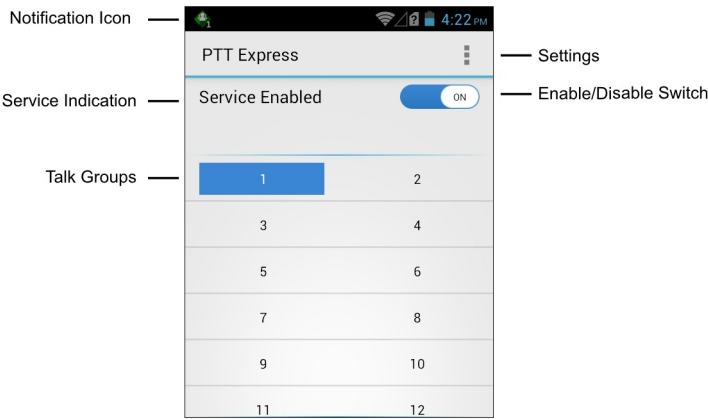 Notification Icon
1
? 4:22 PM
PTT Express
Settings
Service Indication
Service Enabled
ON
Enable/Disable Switch
Talk Groups
1 2
3 4
5 6
7 8
9 10
11 12